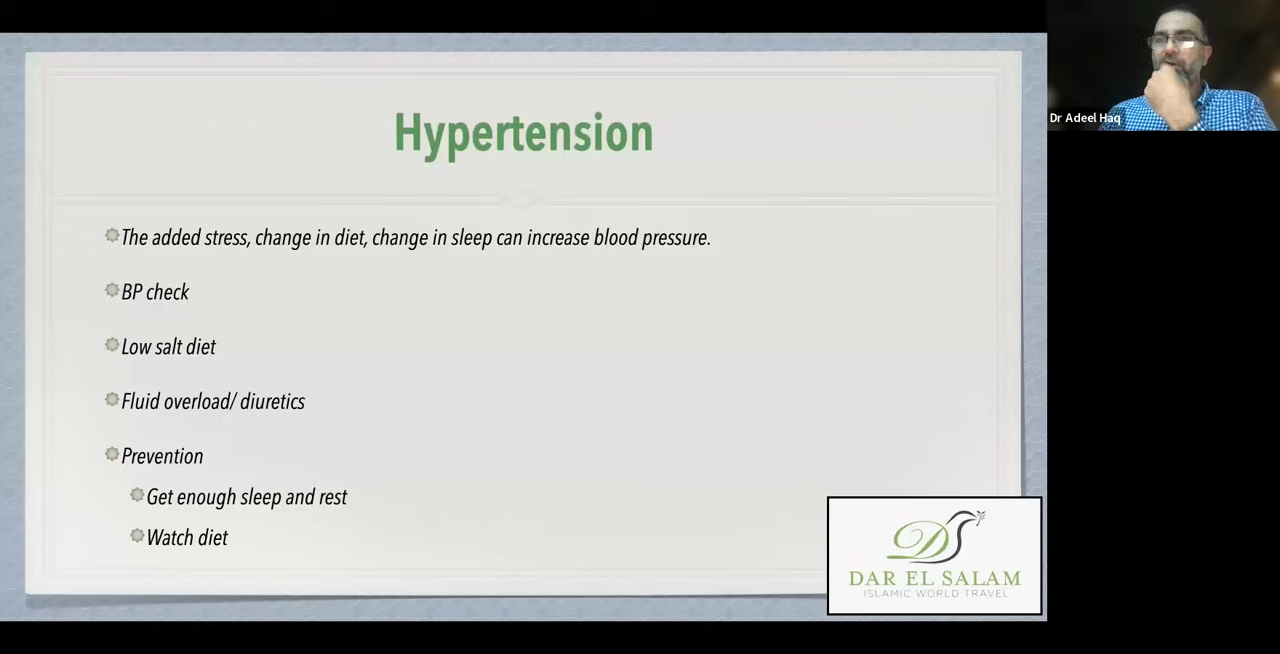 Hypertension
The added stress, change in diet, change in sleep can increase blood pressure.
BP check
Low salt diet
Fluid overload/ diuretics
Prevention
Get enough sleep and rest
Watch diet
DS
DAR EL SALAM
ISLAMIC WORLD TRAVEL
Dr Adeel Haq